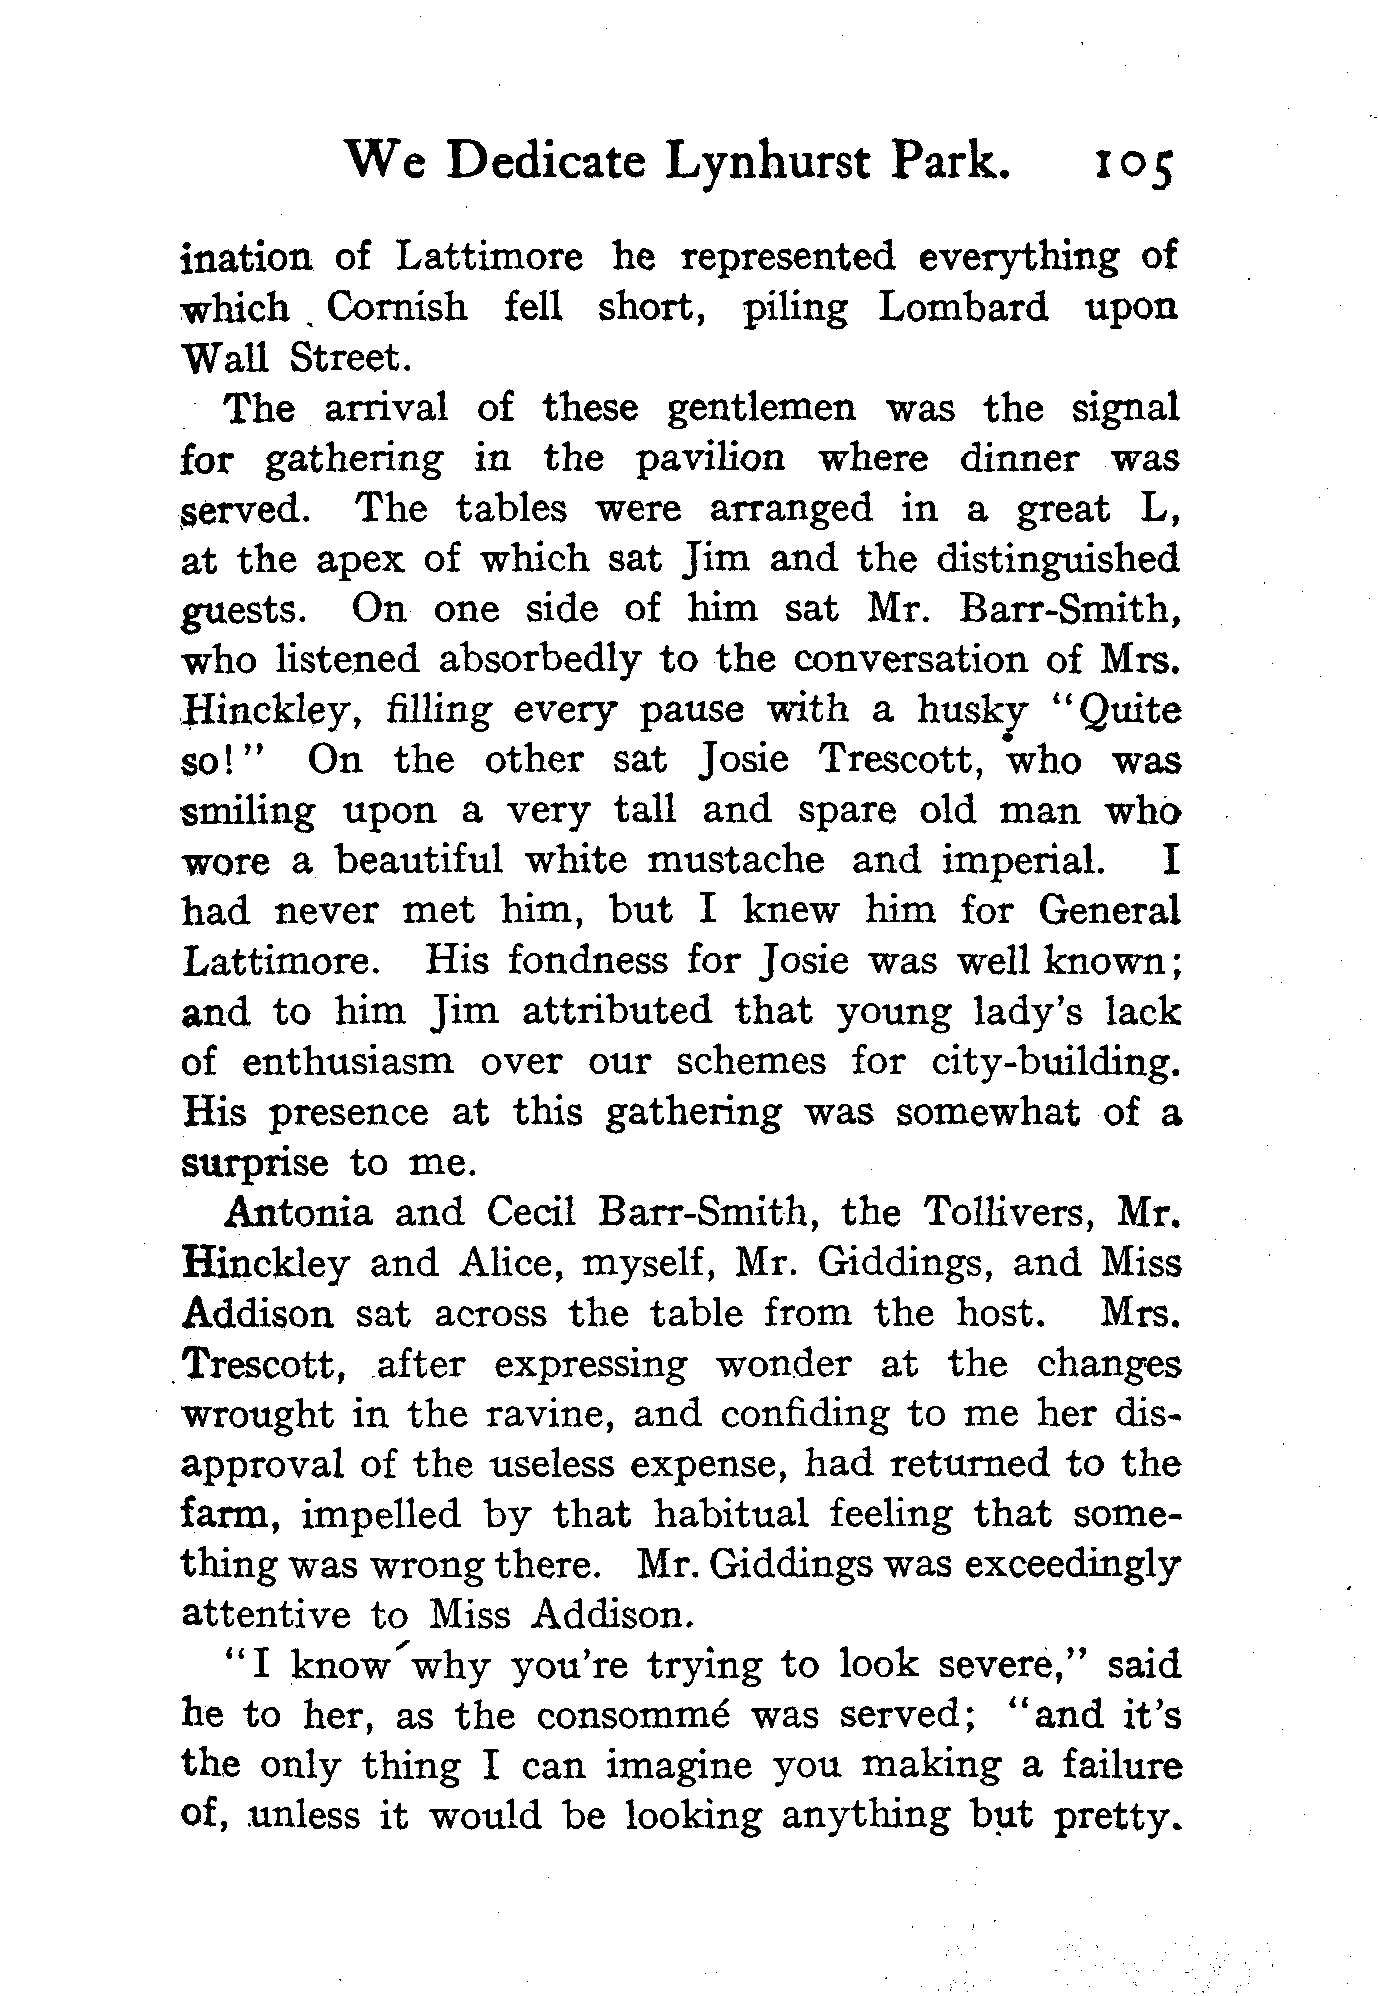 We Dedicate Lynhurst Park. 105
ination of Lattimore he represented everything of
which Cornish fell short, piling Lombard upon
Wall Street.
The arrival of these gentlemen was the signal
for gathering in the pavilion where dinner was
served. The tables were arranged in a great L,
at the apex of which sat Jim and the distinguished
guests. On one side of him sat Mr. Barr-Smith,
who listened absorbedly to the conversation of Mrs.
Hinckley, filling every pause with a husky "Quite
so!" On the other sat Josie Trescott, who was
smiling upon a very tall and spare old man who
wore a beautiful white mustache and imperial. I
had never met him, but I knew him for General
Lattimore. His fondness for Josie was well known;
and to him Jim attributed that young lady's lack
of enthusiasm over our schemes for city-building.
His presence at this gathering was somewhat of a
surprise to me.
Antonia and Cecil Barr-Smith, the Tollivers, Mr.
Hinckley and Alice, myself, Mr. Giddings, and Miss
Addison sat across the table from the host. Mrs.
Trescott, after expressing wonder at the changes
wrought in the ravine, and confiding to me her dis-
approval of the useless expense, had returned to the
farm, impelled by that habitual feeling that some-
thing was wrong there. Mr. Giddings was exceedingly
attentive to Miss Addison.
"I know why you're trying to look severe," said
he to her, as the consommé was served; "and it's
the only thing I can imagine you making a failure
of, unless it would be looking anything but pretty.